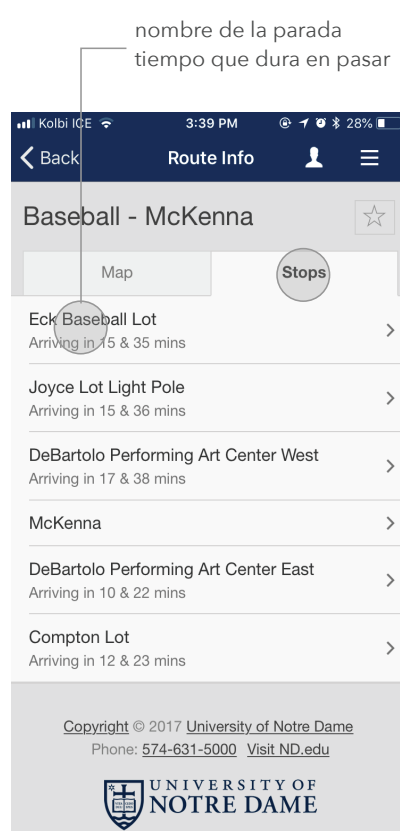 nombre de la parada
tiempo que dura en pasar
Kolbi ICE 3:39 PM 28%
Back Route Info
Baseball - McKenna
Map Stops
Eck Baseball Lot
Arriving in 15 & 35 mins
Joyce Lot Light Pole
Arriving in 15 & 36 mins
DeBartolo Performing Art Center West
Arriving in 17 & 38 mins
McKenna
DeBartolo Performing Art Center East
Arriving in 10 & 22 mins
Compton Lot
Arriving in 12 & 23 mins
Copyright © 2017 University of Notre Dame
Phone: 574-631-5000 Visit ND.edu
UNIVERSITY OF
NOTRE DAME